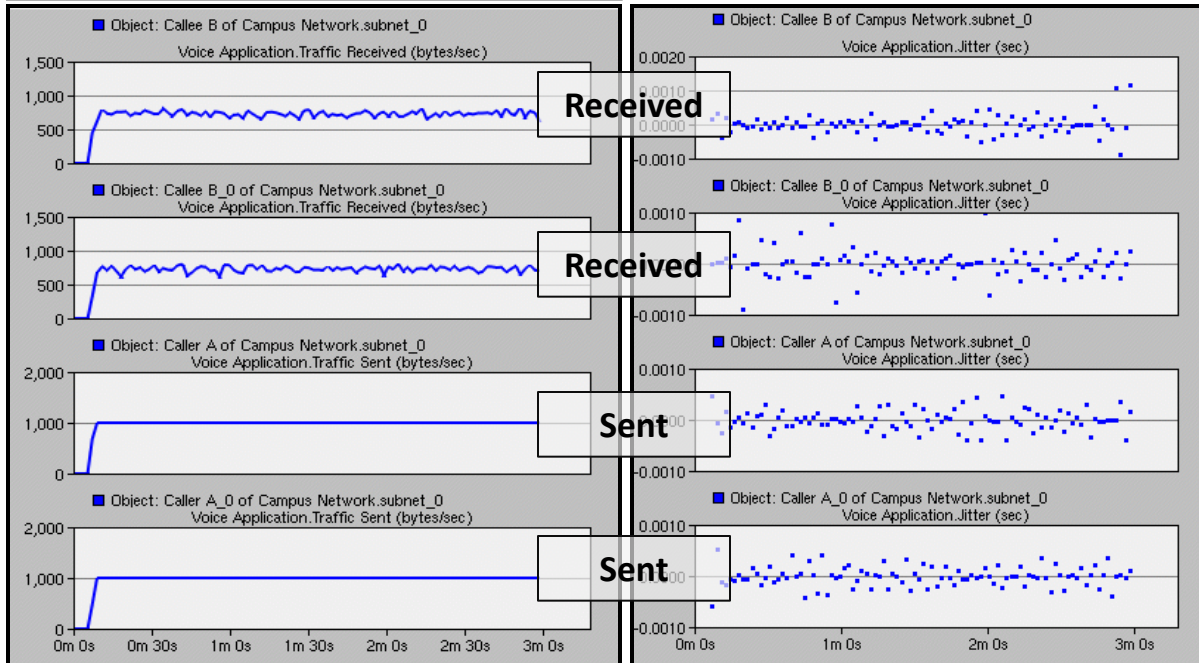 Object: Callee B of Campus Network.subnet_0
Voice Application.Traffic Received (bytes/sec)
1,500
1,000
500
0
Object: Callee B_0 of Campus Network.subnet_0
Voice Application.Traffic Received (bytes/sec)
1,500
1,000
500
0
Object: Caller A of Campus Network.subnet_0
Voice Application.Traffic Sent (bytes/sec)
2,000
1,000
0
Object: Caller A_0 of Campus Network.subnet_0
Voice Application.Traffic Sent (bytes/sec)
2,000
1,000
0
0m 0s 0m 30s 1m 0s 1m 30s 2m 0s 2m 30s 3m 0s
Received
Received
Sent
Sent
Object: Callee B of Campus Network.subnet_0
Voice Application.Jitter (sec)
0.0020
0.0000
-0.0010
Object: Callee B_0 of Campus Network.subnet_0
Voice Application.Jitter (sec)
0.0010
0.0000
-0.0010
Object: Caller A of Campus Network.subnet_0
Voice Application.Jitter (sec)
0.0010
0.0000
-0.0010
Object: Caller A_0 of Campus Network.subnet_0
Voice Application.Jitter (sec)
0.0010
0.0000
-0.0010
0m 0s 1m 0s 2m 0s 3m 0s